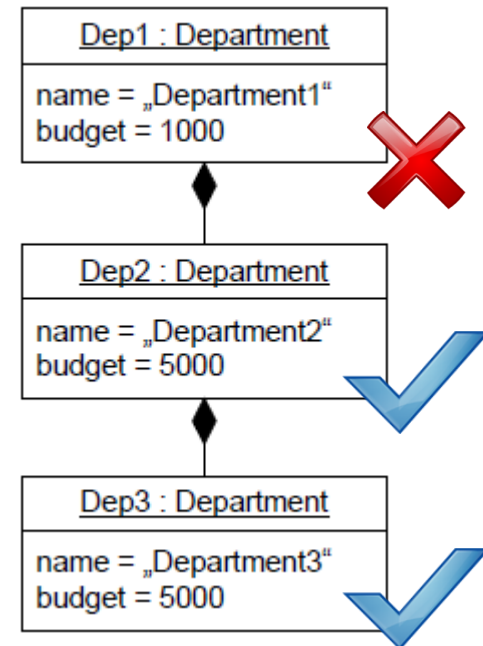 Dep1 : Department
name = „Department1“
budget = 1000
Dep2 : Department
name = „Department2“
budget = 5000
Dep3 : Department
name = „Department3“
budget = 5000